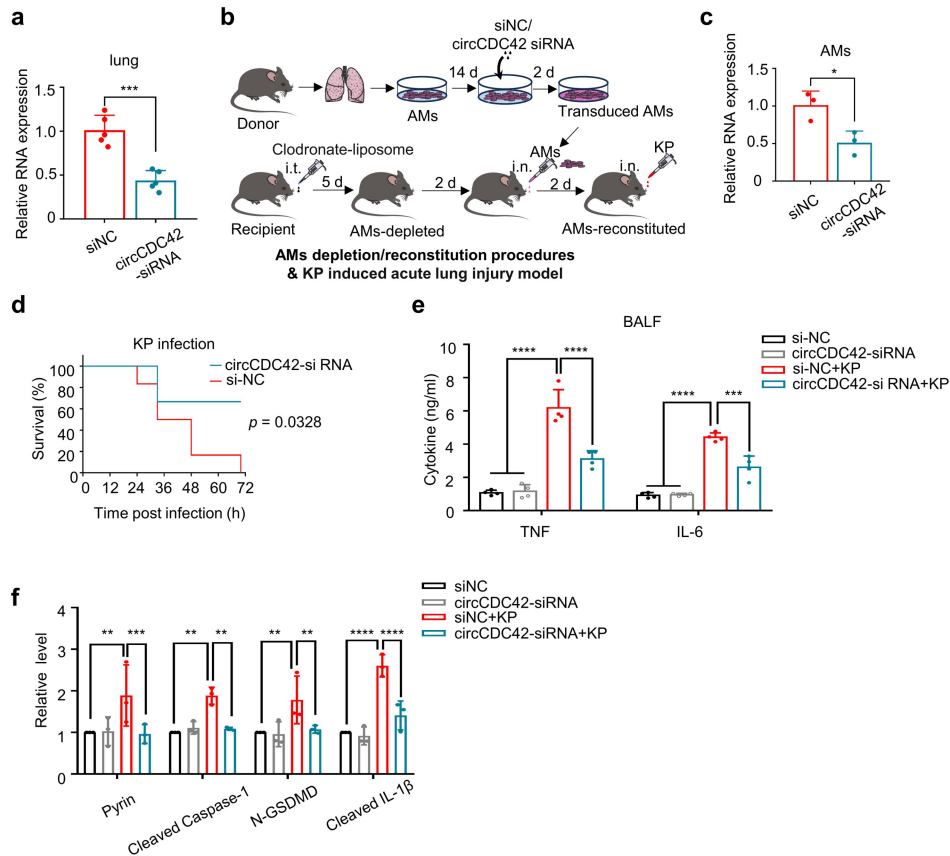 a
lung
Relative RNA expression
1.5
1.0
0.5
0.0
***
siNC
circCDC42
-siRNA
b
siNC/
circCDC42 siRNA
14 d
2 d
Donor
AMs
Transduced AMs
Clodronate-liposome
i.t.
5 d
2 d
i.n.
AMs
2 d
i.n.
KP
Recipient
AMs-depleted
AMs-reconstituted
AMs depletion/reconstitution procedures
& KP induced acute lung injury model
c
AMs
Relative RNA expression
1.5
1.0
0.5
0.0
*
siNC
circCDC42
-siRNA
d
KP infection
Survival (%)
100
80
60
40
20
0
0 12 24 36 48 60 72
Time post infection (h)
circCDC42-si RNA
si-NC
p = 0.0328
e
BALF
Cytokine (ng/ml)
10
8
6
4
2
0
**** ****
**** ***
TNF
IL-6
si-NC
circCDC42-siRNA
si-NC+KP
circCDC42-si RNA+KP
f
siNC
circCDC42-siRNA
siNC+KP
circCDC42-siRNA+KP
Relative level
4
3
2
1
0
** *** ** ** ** ** **** ****
Pyrin
Cleaved Caspase-1
N-GSDMD
Cleaved IL-1β